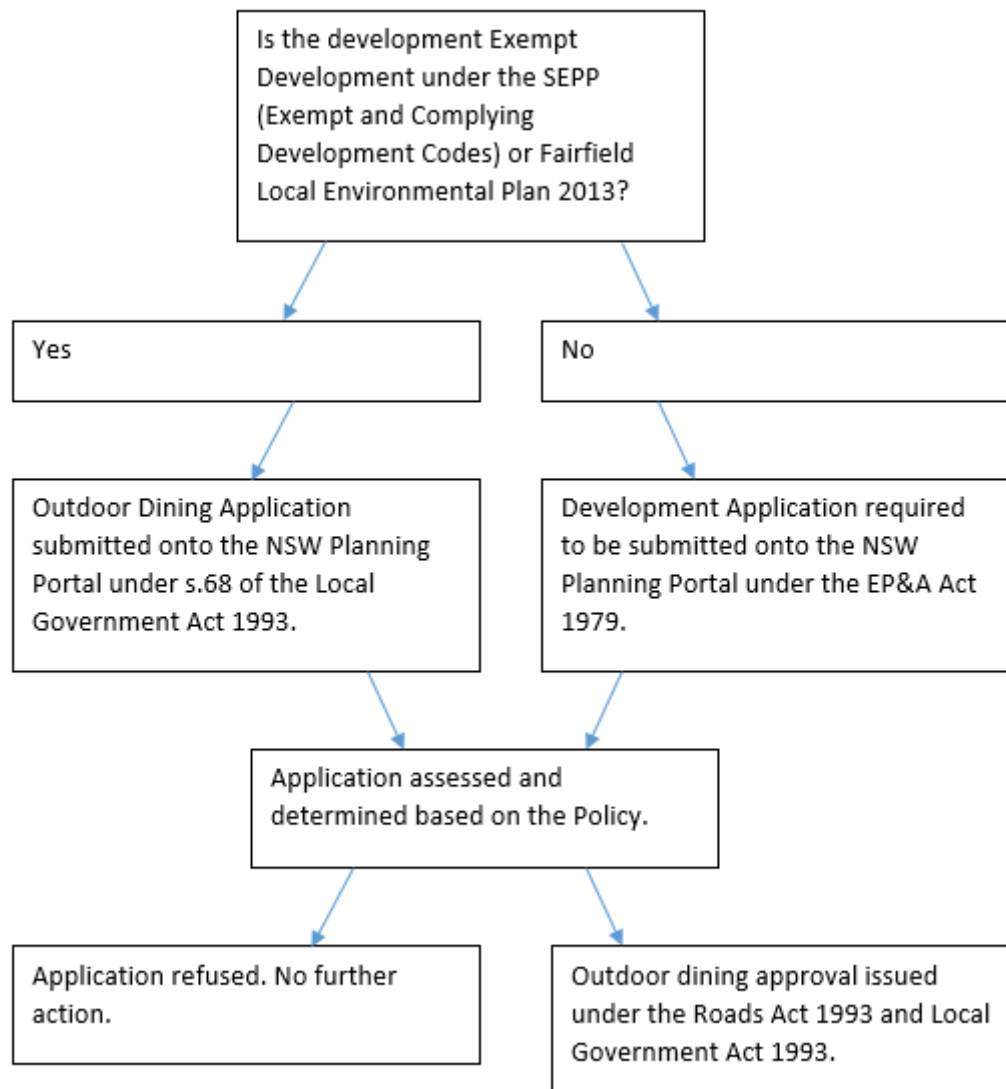 Is the development Exempt
Development under the SEPP
(Exempt and Complying
Development Codes) or Fairfield
Local Environmental Plan 2013?
Yes
No
Outdoor Dining Application
submitted onto the NSW Planning
Portal under s.68 of the Local
Government Act 1993.
Development Application required
to be submitted onto the NSW
Planning Portal under the EP&A Act
1979.
Application assessed and
determined based on the Policy.
Application refused. No further
action.
Outdoor dining approval issued
under the Roads Act 1993 and Local
Government Act 1993.